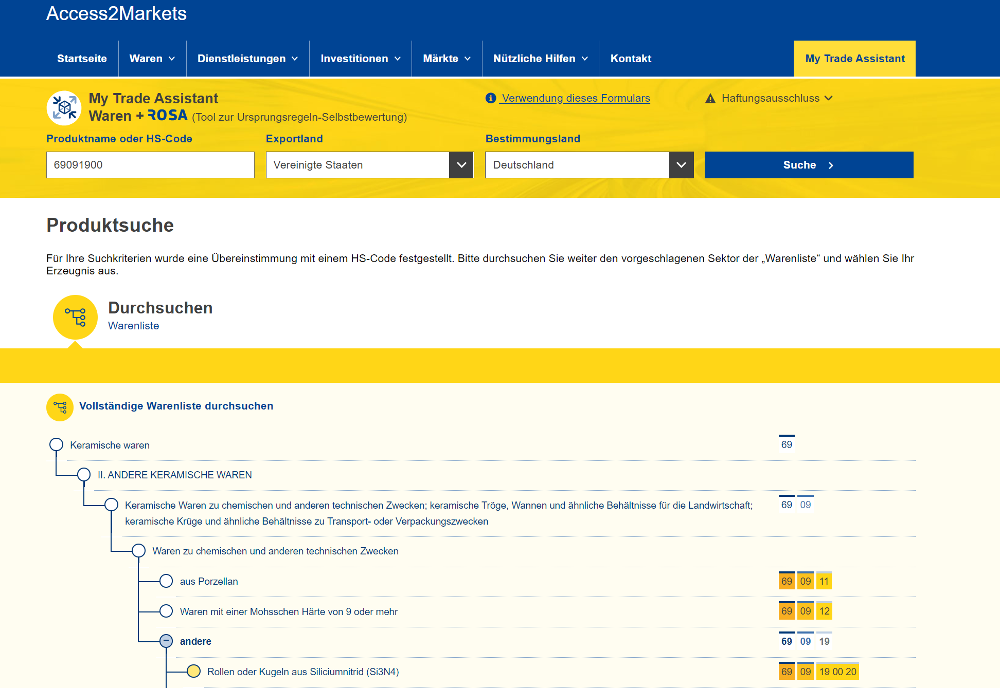 Access2Markets
Startseite
Waren
Dienstleistungen
Investitionen
Märkte
Nützliche Hilfen
Kontakt
My Trade Assistant
My Trade Assistant
Waren + ROSA (Tool zur Ursprungsregeln-Selbstbewertung)
Verwendung dieses Formulars
Haftungsausschluss
Produktname oder HS-Code
Exportland
Bestimmungsland
69091900
Vereinigte Staaten
Deutschland
Suche
Produktsuche
Für Ihre Suchkriterien wurde eine Übereinstimmung mit einem HS-Code festgestellt. Bitte durchsuchen Sie weiter den vorgeschlagenen Sektor der „Warenliste“ und wählen Sie Ihr
Erzeugnis aus.
Durchsuchen
Warenliste
Vollständige Warenliste durchsuchen
Keramische waren
69
II. ANDERE KERAMISCHE WAREN
Keramische Waren zu chemischen und anderen technischen Zwecken; keramische Tröge, Wannen und ähnliche Behältnisse für die Landwirtschaft;
keramische Krüge und ähnliche Behältnisse zu Transport- oder Verpackungszwecken
69 09
Waren zu chemischen und anderen technischen Zwecken
aus Porzellan
69 09 11
Waren mit einer Mohsschen Härte von 9 oder mehr
69 09 12
andere
69 09 19
Rollen oder Kugeln aus Siliciumnitrid (Si3N4)
69 09 19 00 20